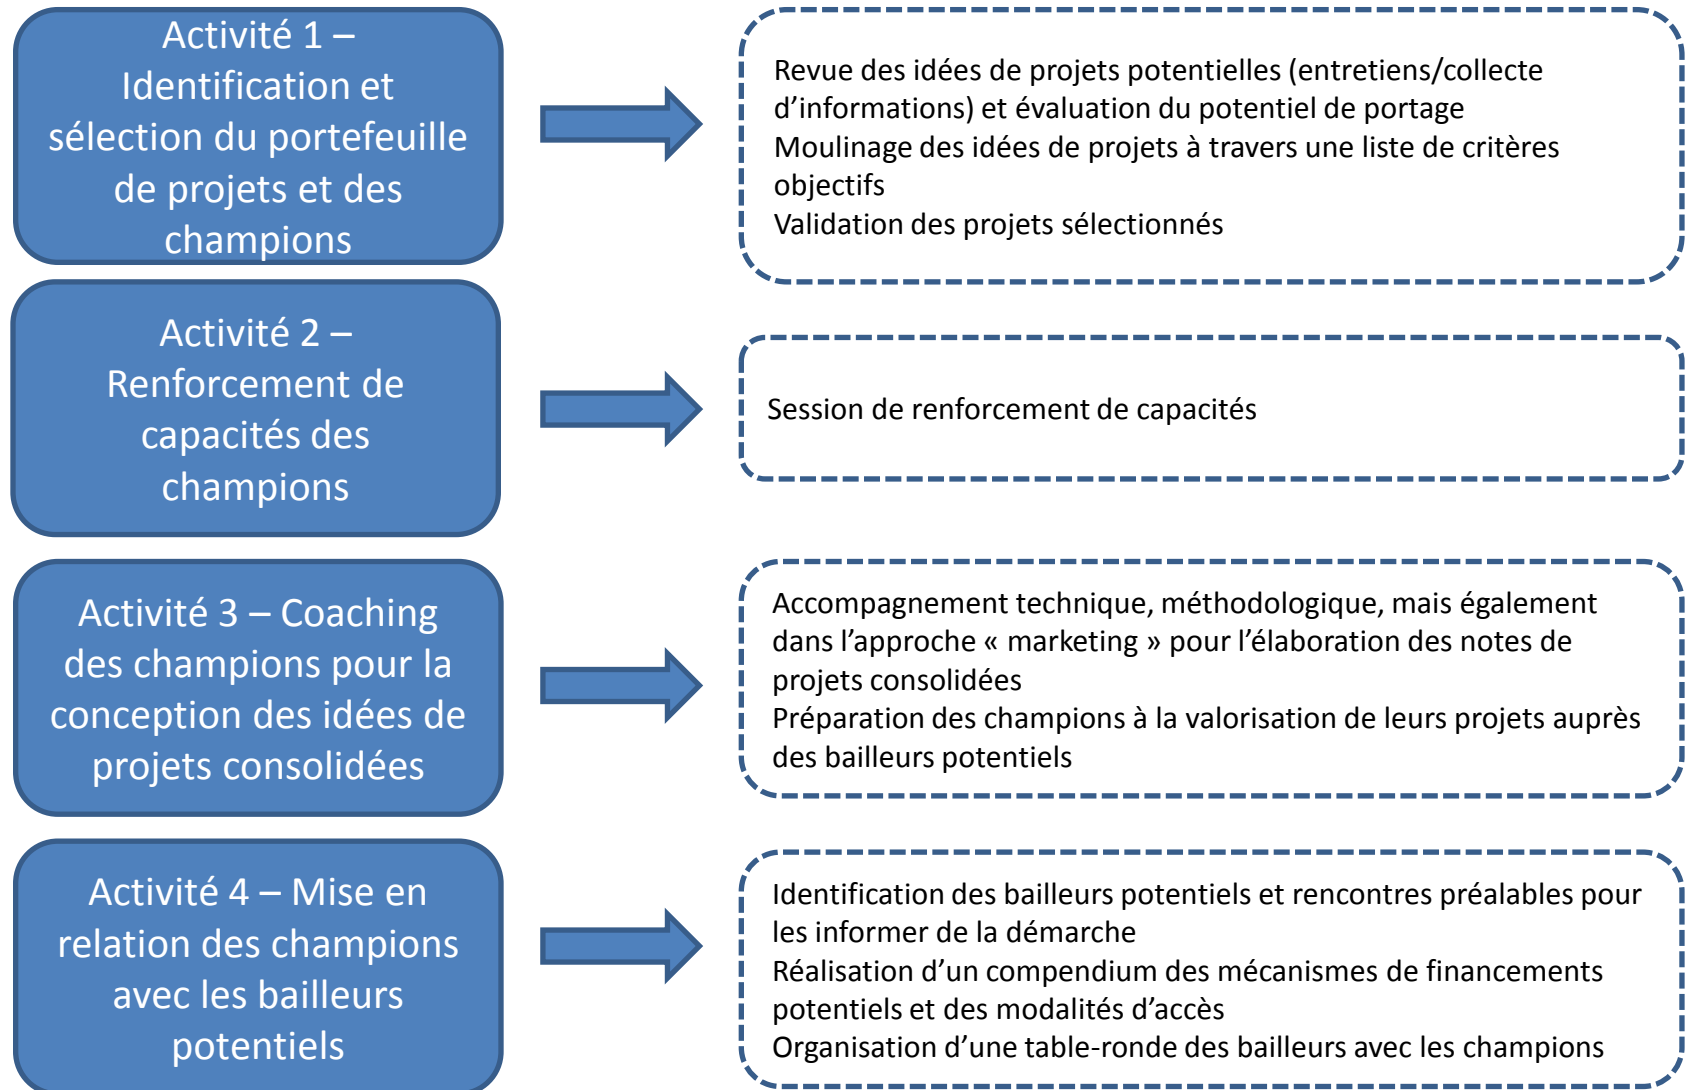 Activité 1 –
Identification et
sélection du portefeuille
de projets et des
champions
Revue des idées de projets potentielles (entretiens/collecte
d’informations) et évaluation du potentiel de portage
Moulinage des idées de projets à travers une liste de critères
objectifs
Validation des projets sélectionnés
Activité 2 –
Renforcement de
capacités des
champions
Session de renforcement de capacités
Activité 3 – Coaching
des champions pour la
conception des idées de
projets consolidées
Accompagnement technique, méthodologique, mais également
dans l’approche « marketing » pour l’élaboration des notes de
projets consolidées
Préparation des champions à la valorisation de leurs projets auprès
des bailleurs potentiels
Activité 4 – Mise en
relation des champions
avec les bailleurs
potentiels
Identification des bailleurs potentiels et rencontres préalables pour
les informer de la démarche
Réalisation d’un compendium des mécanismes de financements
potentiels et des modalités d’accès
Organisation d’une table-ronde des bailleurs avec les champions